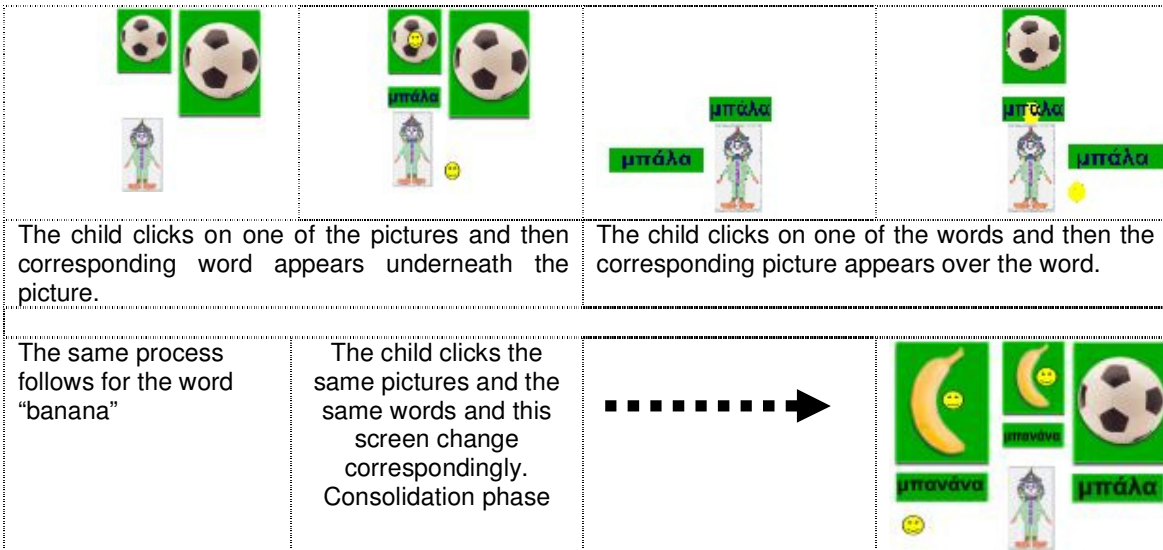 μπάλα
μπάλα
μπάλα
μπάλα
μπάλα
The child clicks on one of the pictures and then
corresponding word appears underneath the
picture.
The child clicks on one of the words and then the
corresponding picture appears over the word.
The same process
follows for the word
“banana”
The child clicks the
same pictures and the
same words and this
screen change
correspondingly.
Consolidation phase
μπανάνα
μπανάνα
μπάλα